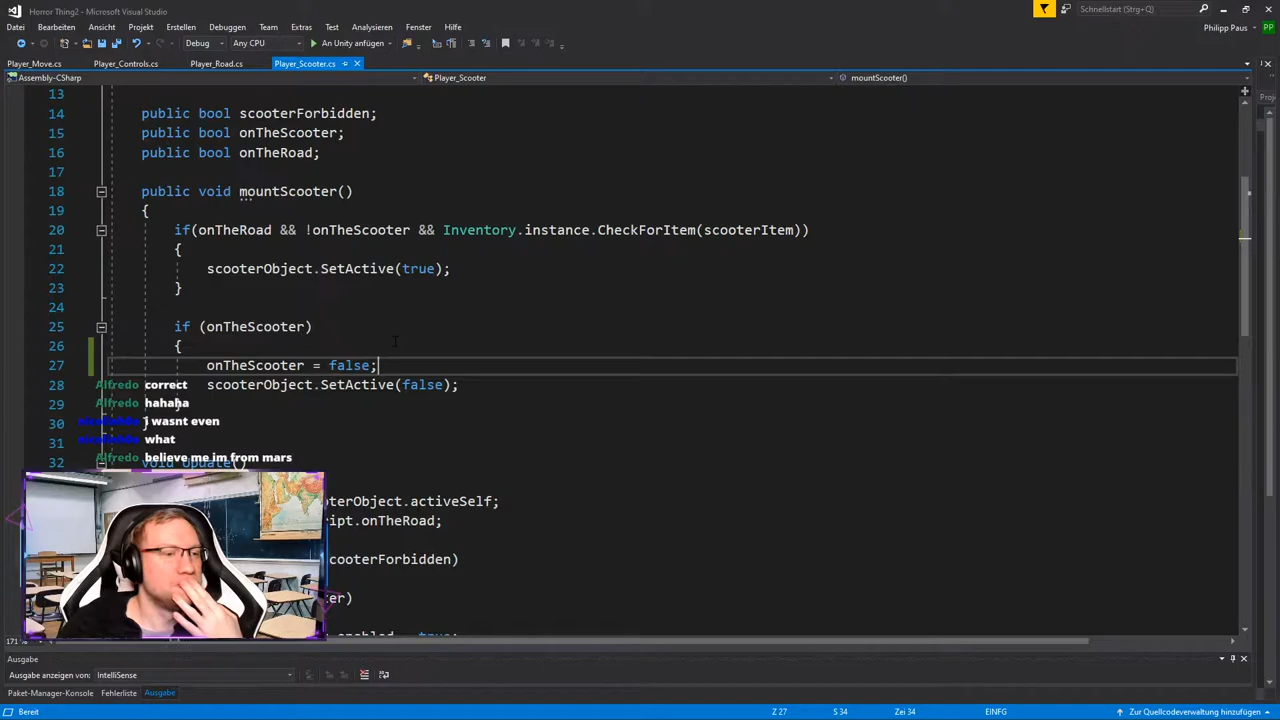 Horror Thing2 - Microsoft Visual Studio
Schnellstart (Strg+Q)
Datei Bearbeiten Ansicht Projekt Erstellen Debuggen Team Extras Test Analysieren Fenster Hilfe
Philipp Paus PP
Debug Any CPU An Unity anfügen
Player_Move.cs Player_Controls.cs Player_Road.cs Player_Scooter.cs
Assembly-CSharp Player_Scooter mountScooter()
13
14 public bool scooterForbidden;
15 public bool onTheScooter;
16 public bool onTheRoad;
17
18 public void mountScooter()
19 {
20 if(onTheRoad && !onTheScooter && Inventory.instance.CheckForItem(scooterItem))
21 {
22 scooterObject.SetActive(true);
23 }
24
25 if (onTheScooter)
26 {
27 onTheScooter = false;
28 scooterObject.SetActive(false);
29
30 }
31
32 void Update()
Alfredo correct
Alfredo hahaha
i wasnt even
what
Alfredo believe me im from mars
oterObject.activeSelf;
ipt.onTheRoad;
cooterForbidden)
ter)
enabled = true;
171 %
Ausgabe
Ausgabe anzeigen von: IntelliSense
Paket-Manager-Konsole Fehlerliste Ausgabe
Bereit Z 27 S 34 Zei 34 EINFG Zur Quellcodeverwaltung hinzufügen